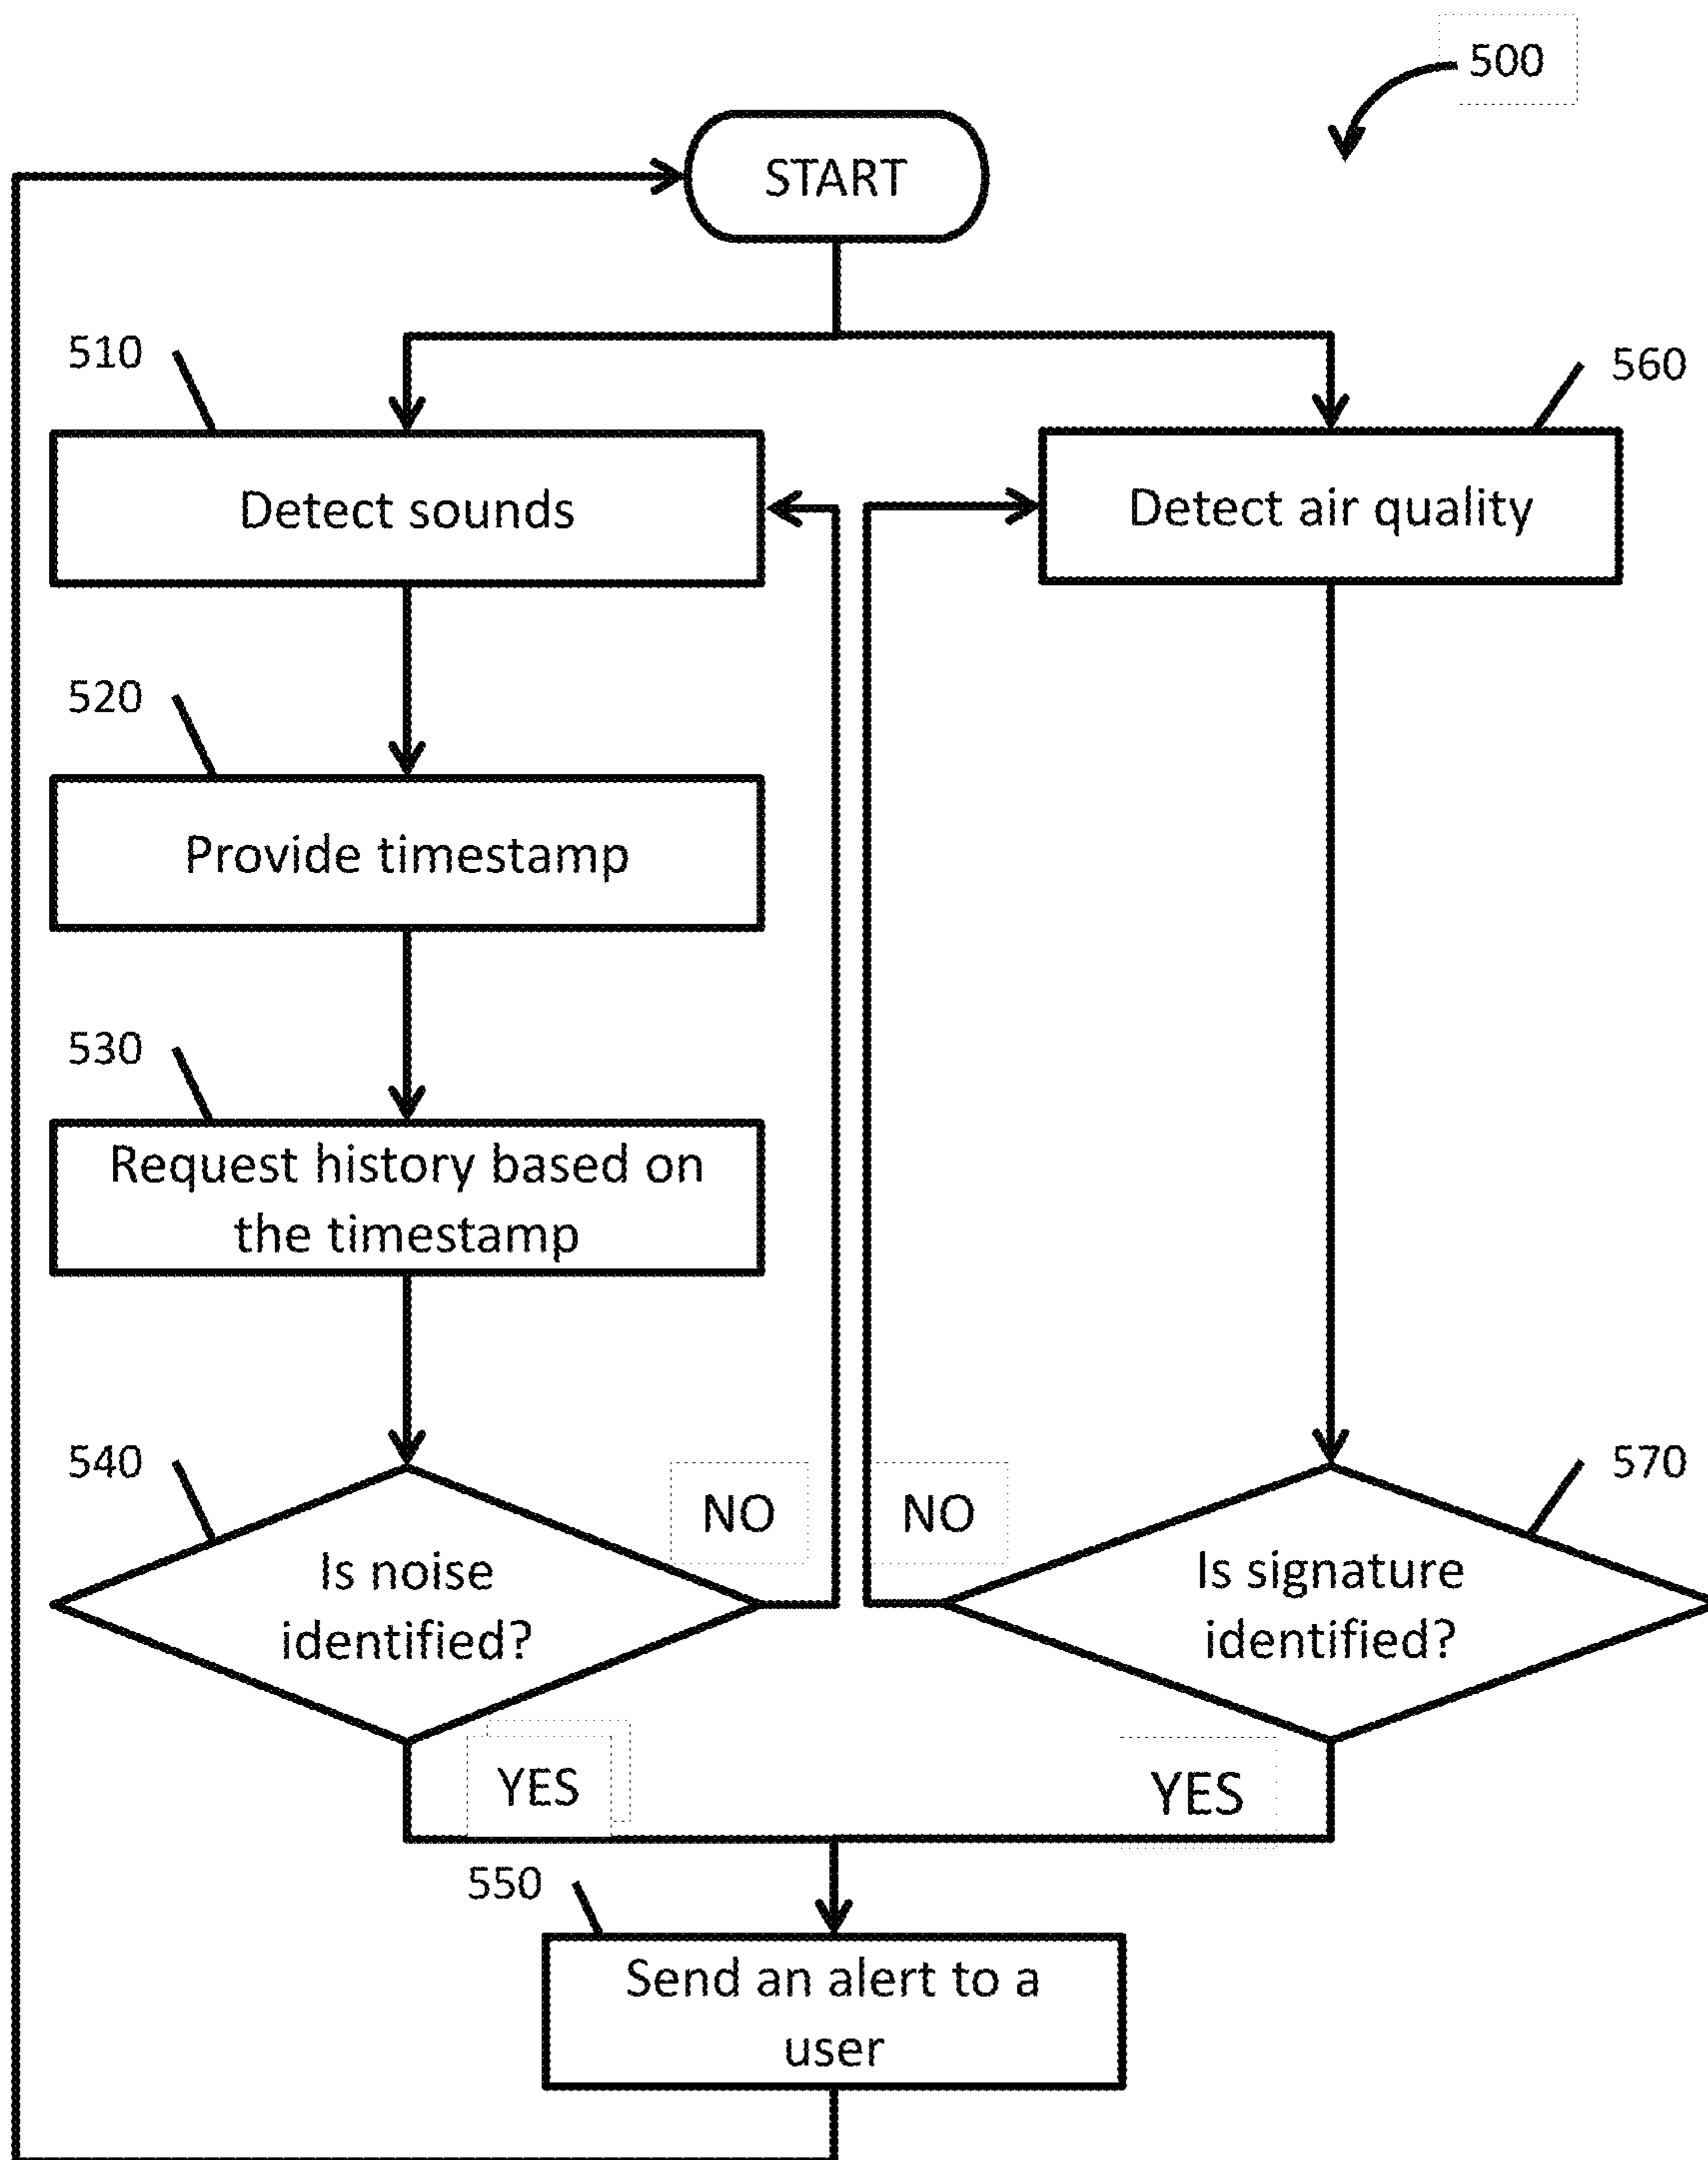 500
START
510
560
Detect sounds
Detect air quality
520
Provide timestamp
530
Request history based on
the timestamp
540
NO
NO
570
Is noise
identified?
Is signature
identified?
YES
YES
550
Send an alert to a
user